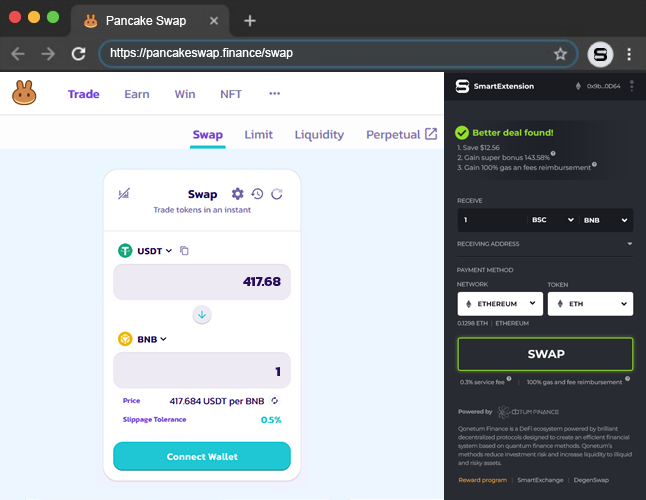 Pancake Swap
https://pancakeswap.finance/swap
Trade Earn Win NFT
Swap Limit Liquidity Perpetual
Swap
Trade tokens in an instant
USDT
417.68
BNB
1
Price 417.684 USDT per BNB
Slippage Tolerance 0.5%
Connect Wallet
SmartExtension 0x9b...0D64
Better deal found!
1. Save $12.56
2. Gain super bonus 143.58% ?
3. Gain 100% gas an fees reimbursement ?
RECEIVE
1 BSC BNB
RECEIVING ADDRESS
PAYMENT METHOD
NETWORK TOKEN
ETHEREUM ETH
0.1298 ETH | ETHEREUM
SWAP
0.3% service fee ? | 100% gas and fee reimbursement ?
Powered by QOTUM FINANCE
Qonetum Finance is a DeFi ecosystem powered by brilliant
decentralized protocols designed to create an efficient financial
system based on quantum finance methods. Qonetum's
methods reduce investment risk and increase liquidity to illiquid
and risky assets.
Reward program | SmartExchange | DegenSwap